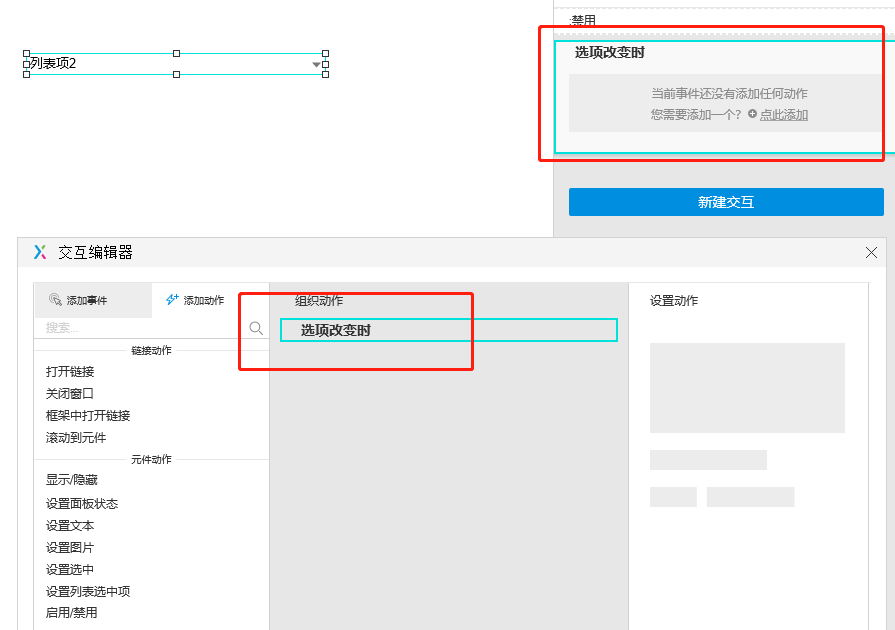 :禁用
列表项2
选项改变时
当前事件还没有添加任何动作
您需要添加一个? 点此添加
新建交互
交互编辑器
添加事件
添加动作
搜索...
链接动作
打开链接
关闭窗口
框架中打开链接
滚动到元件
元件动作
显示/隐藏
设置面板状态
设置文本
设置图片
设置选中
设置列表选中项
启用/禁用
组织动作
选项改变时
设置动作